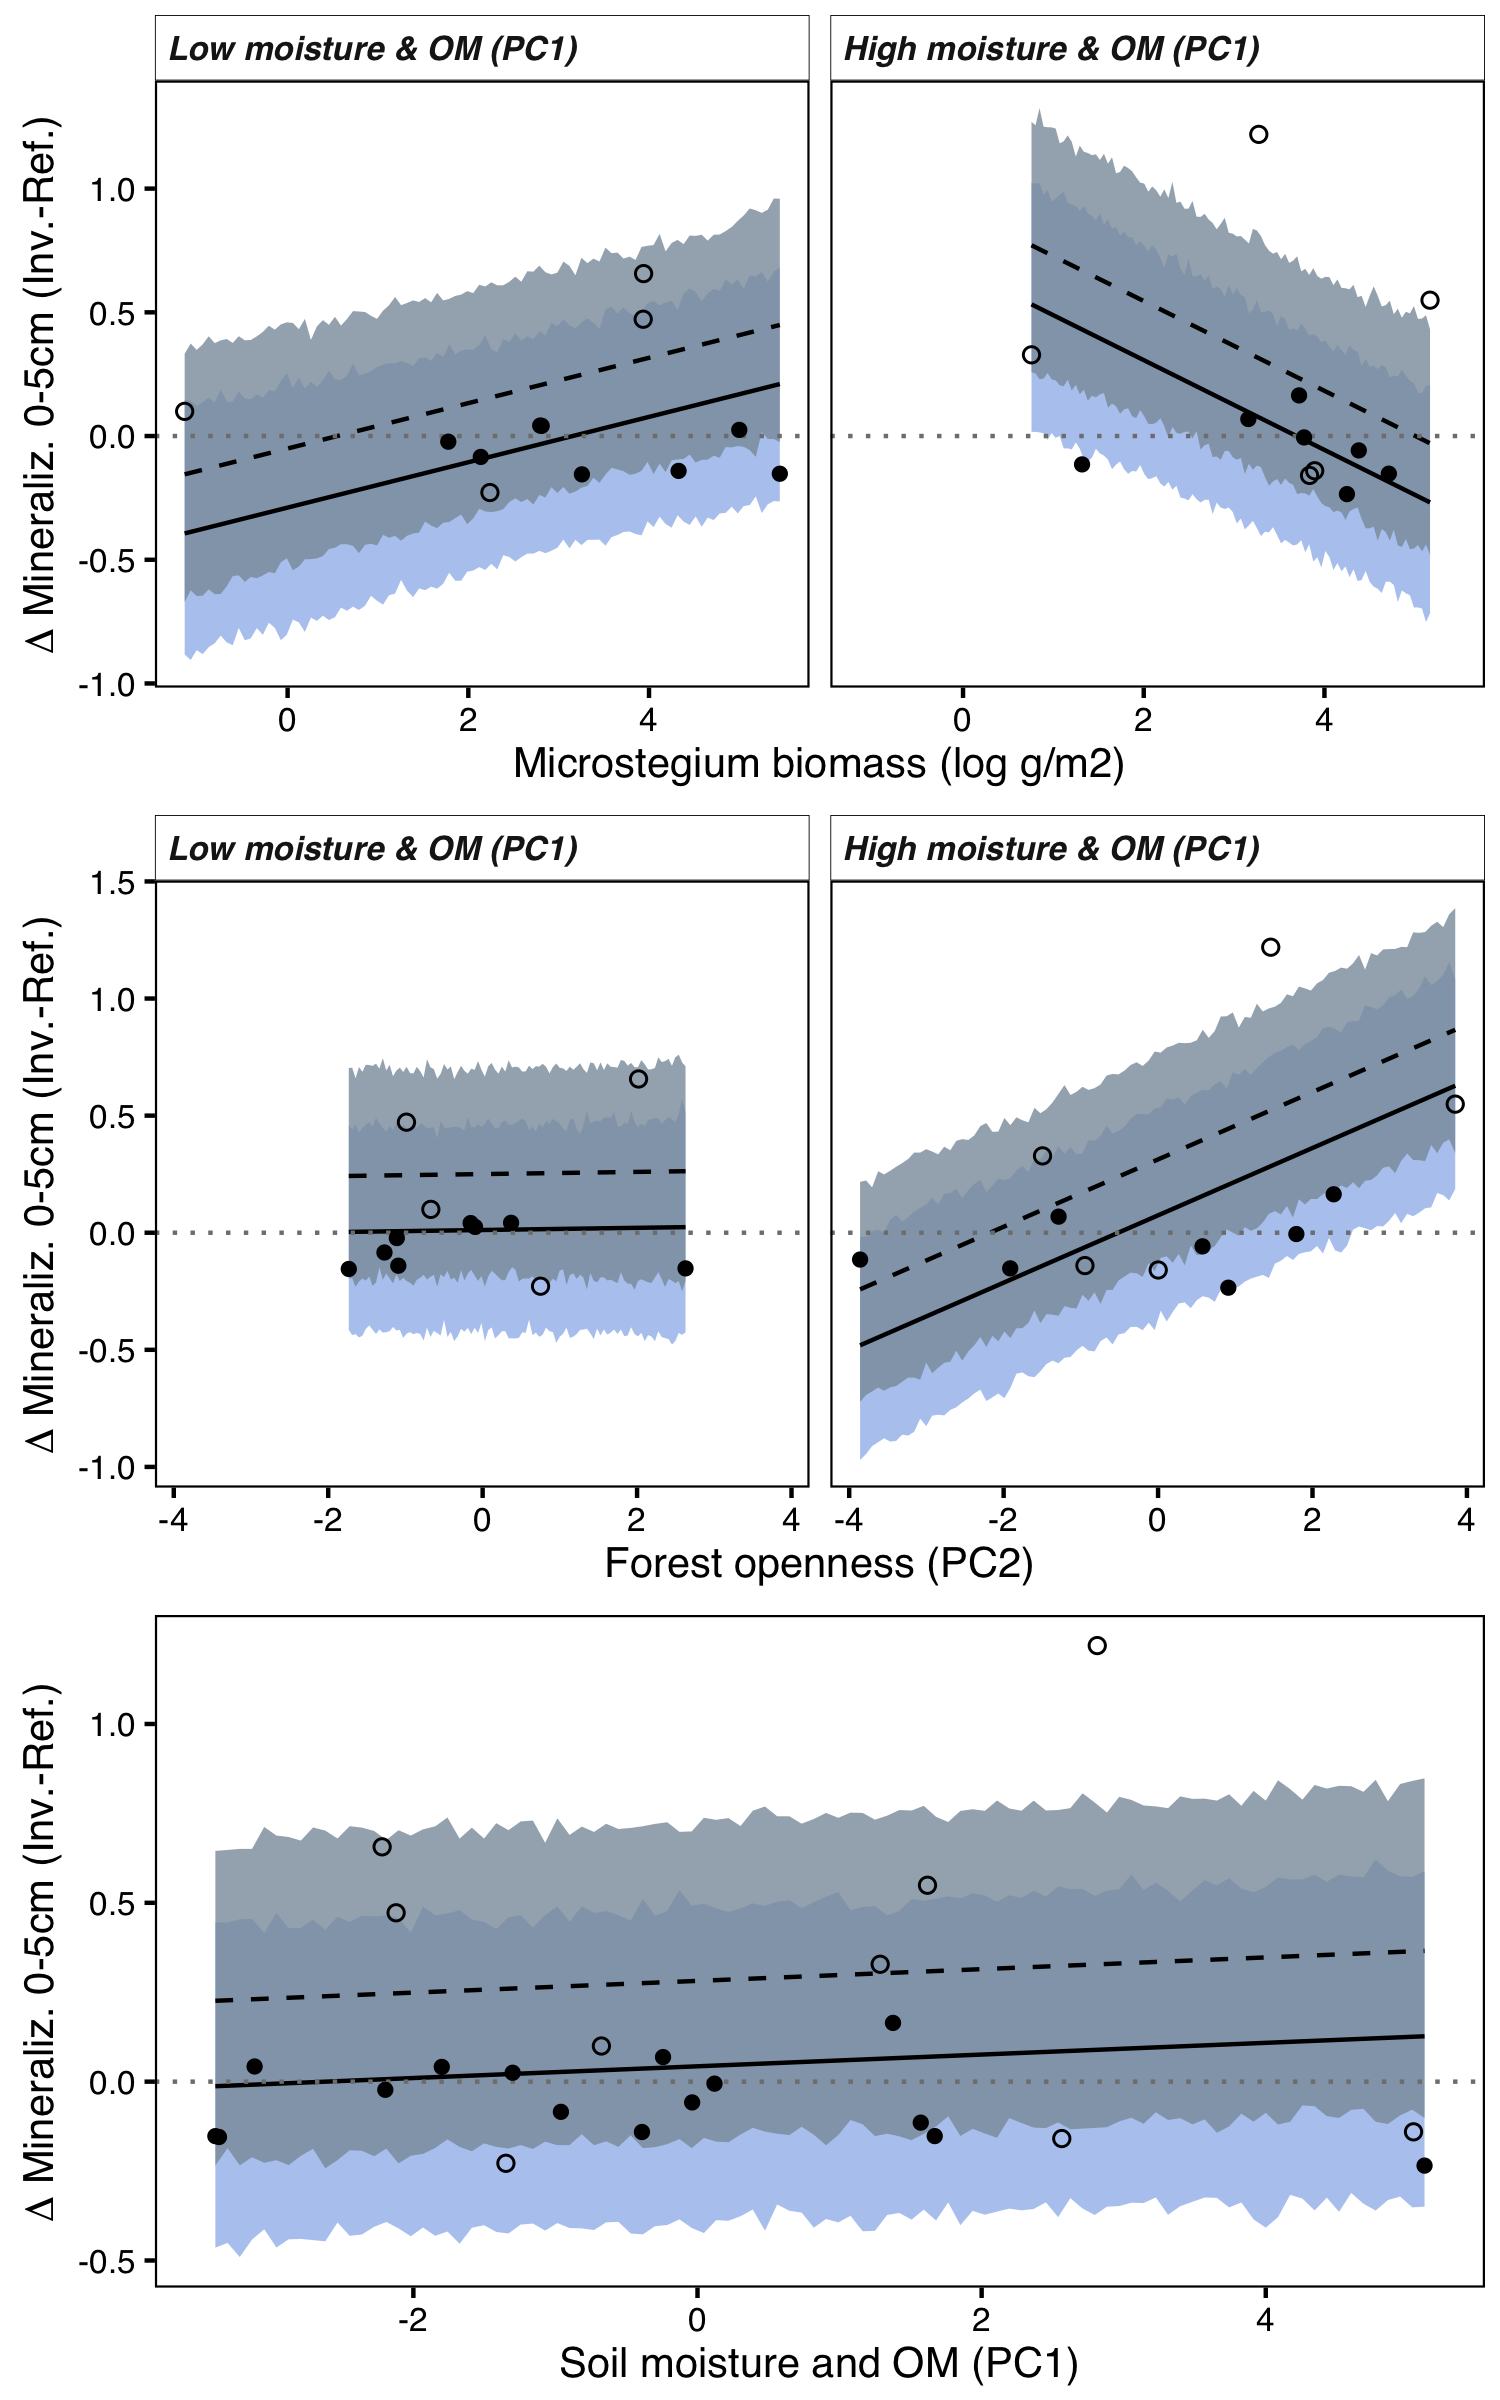 Low moisture & OM (PC1)
High moisture & OM (PC1)
Δ Mineraliz. 0-5cm (Inv.-Ref.)
1.0
0.5
0.0
-0.5
-1.0
0 2 4
0 2 4
Microstegium biomass (log g/m2)
Low moisture & OM (PC1)
High moisture & OM (PC1)
Δ Mineraliz. 0-5cm (Inv.-Ref.)
1.5
1.0
0.5
0.0
-0.5
-1.0
-4 -2 0 2 4
-4 -2 0 2 4
Forest openness (PC2)
Δ Mineraliz. 0-5cm (Inv.-Ref.)
1.0
0.5
0.0
-0.5
-2 0 2 4
Soil moisture and OM (PC1)